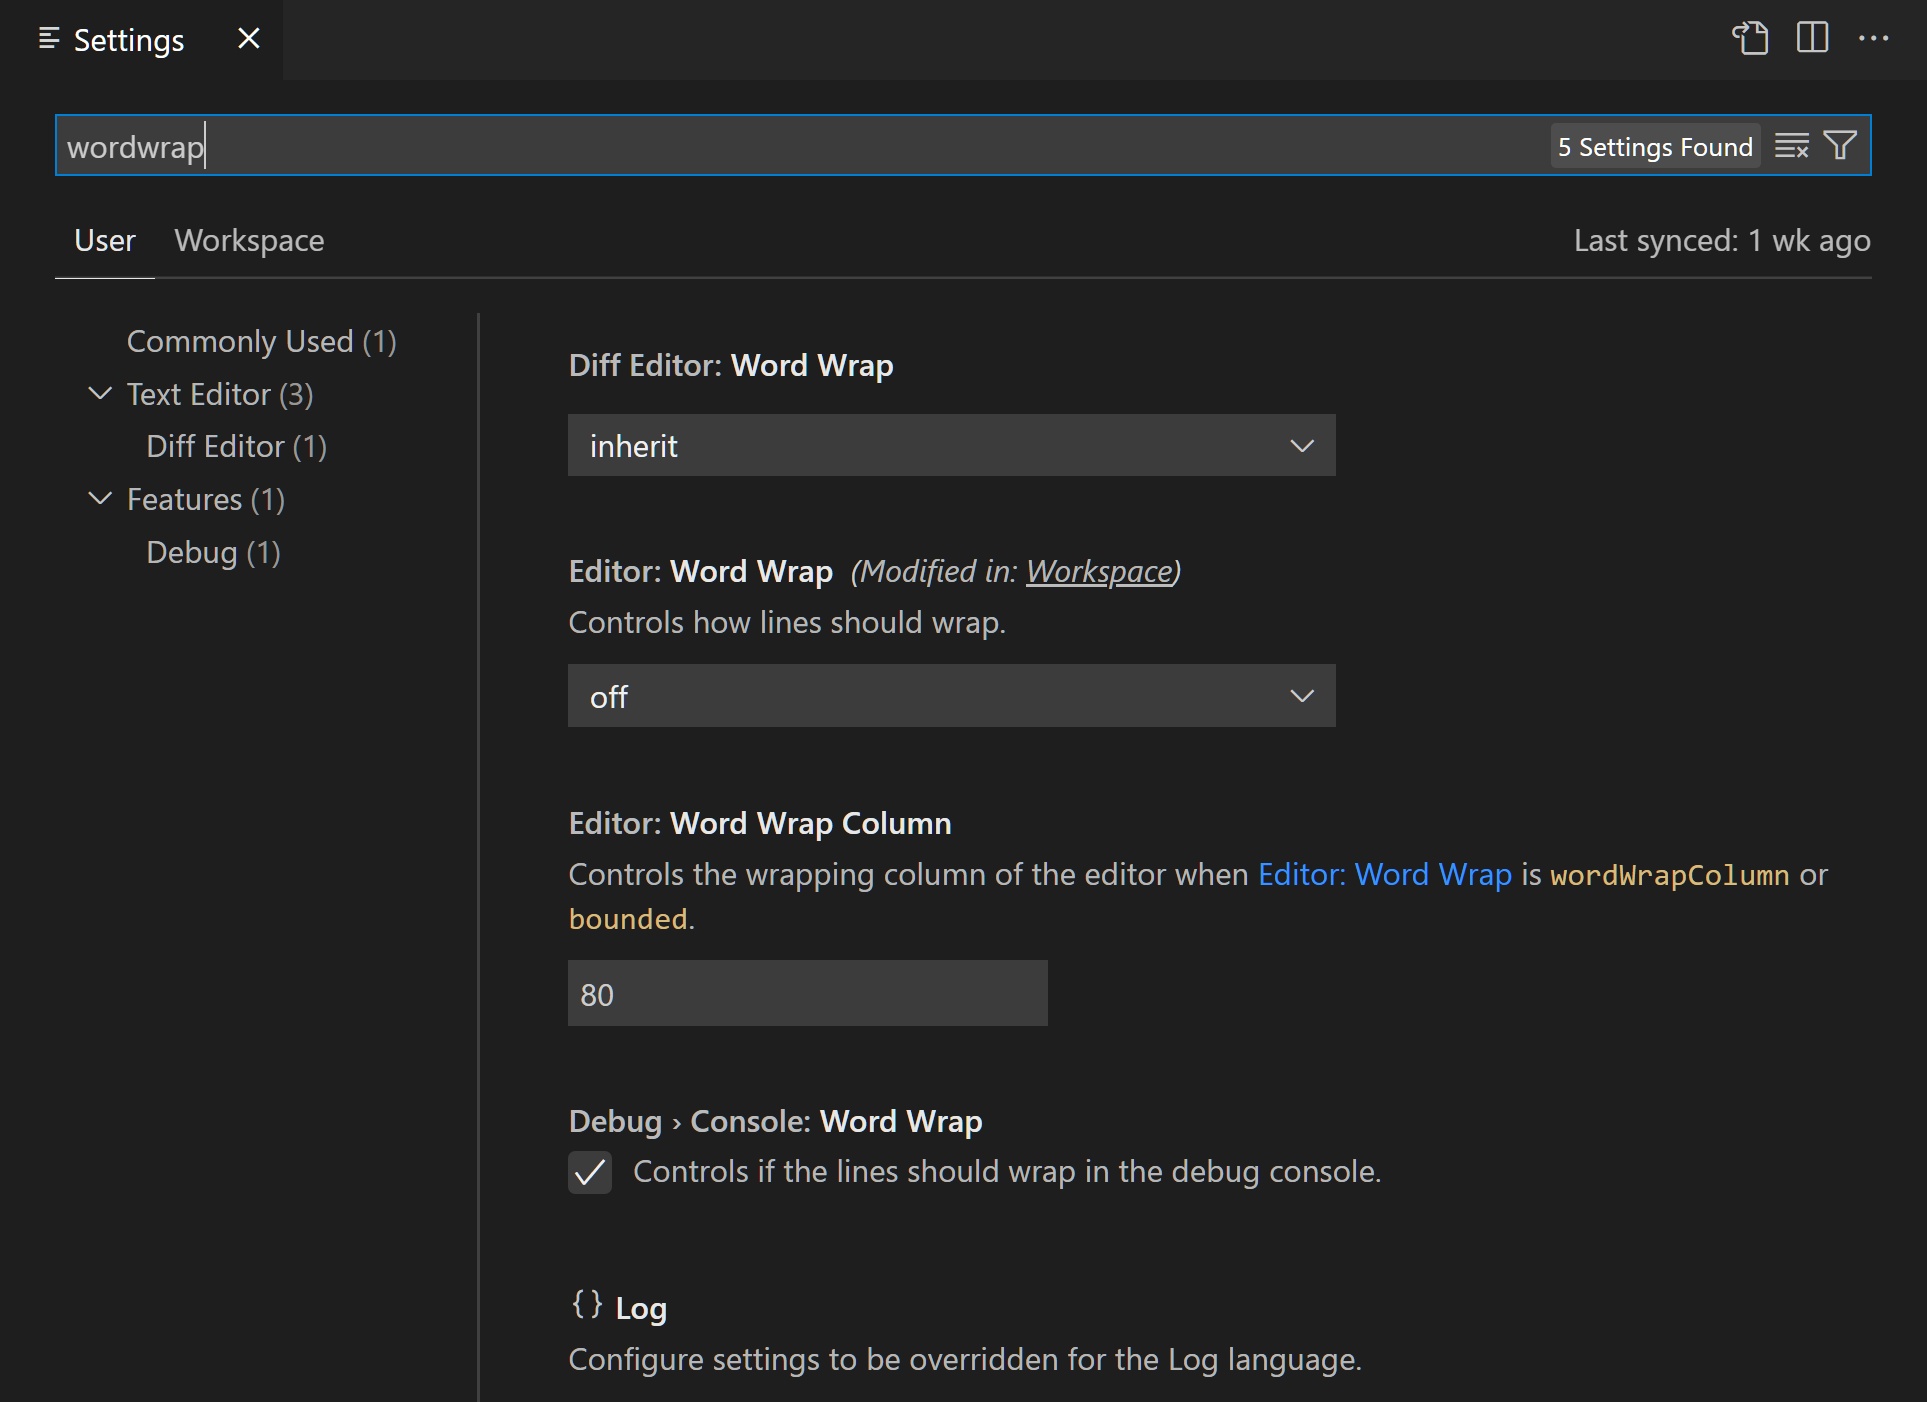 Settings
wordwrap
5 Settings Found
User Workspace
Last synced: 1 wk ago
Commonly Used (1)
Text Editor (3)
Diff Editor (1)
Features (1)
Debug (1)
Diff Editor: Word Wrap
inherit
Editor: Word Wrap (Modified in: Workspace)
Controls how lines should wrap.
off
Editor: Word Wrap Column
Controls the wrapping column of the editor when Editor: Word Wrap is wordWrapColumn or
bounded.
80
Debug › Console: Word Wrap
Controls if the lines should wrap in the debug console.
{} Log
Configure settings to be overridden for the Log language.